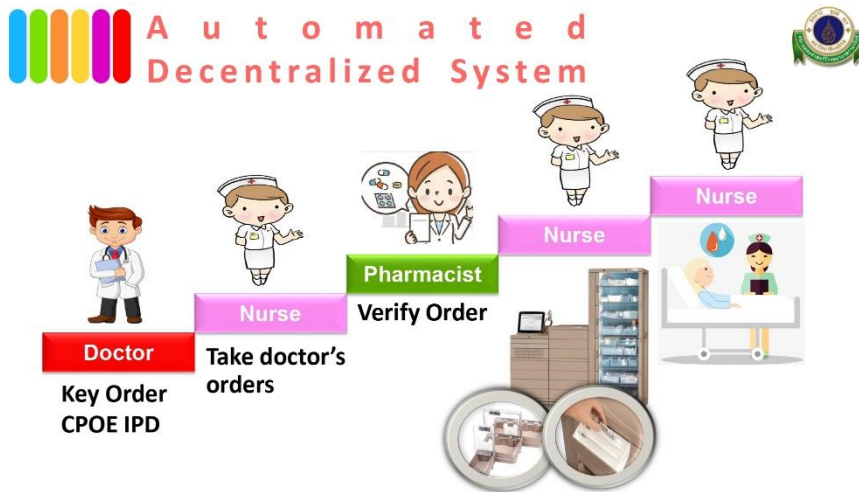 Automated
Decentralized System
Doctor
Key Order
CPOE IPD
Nurse
Take doctor's
orders
Pharmacist
Verify Order
Nurse
Nurse